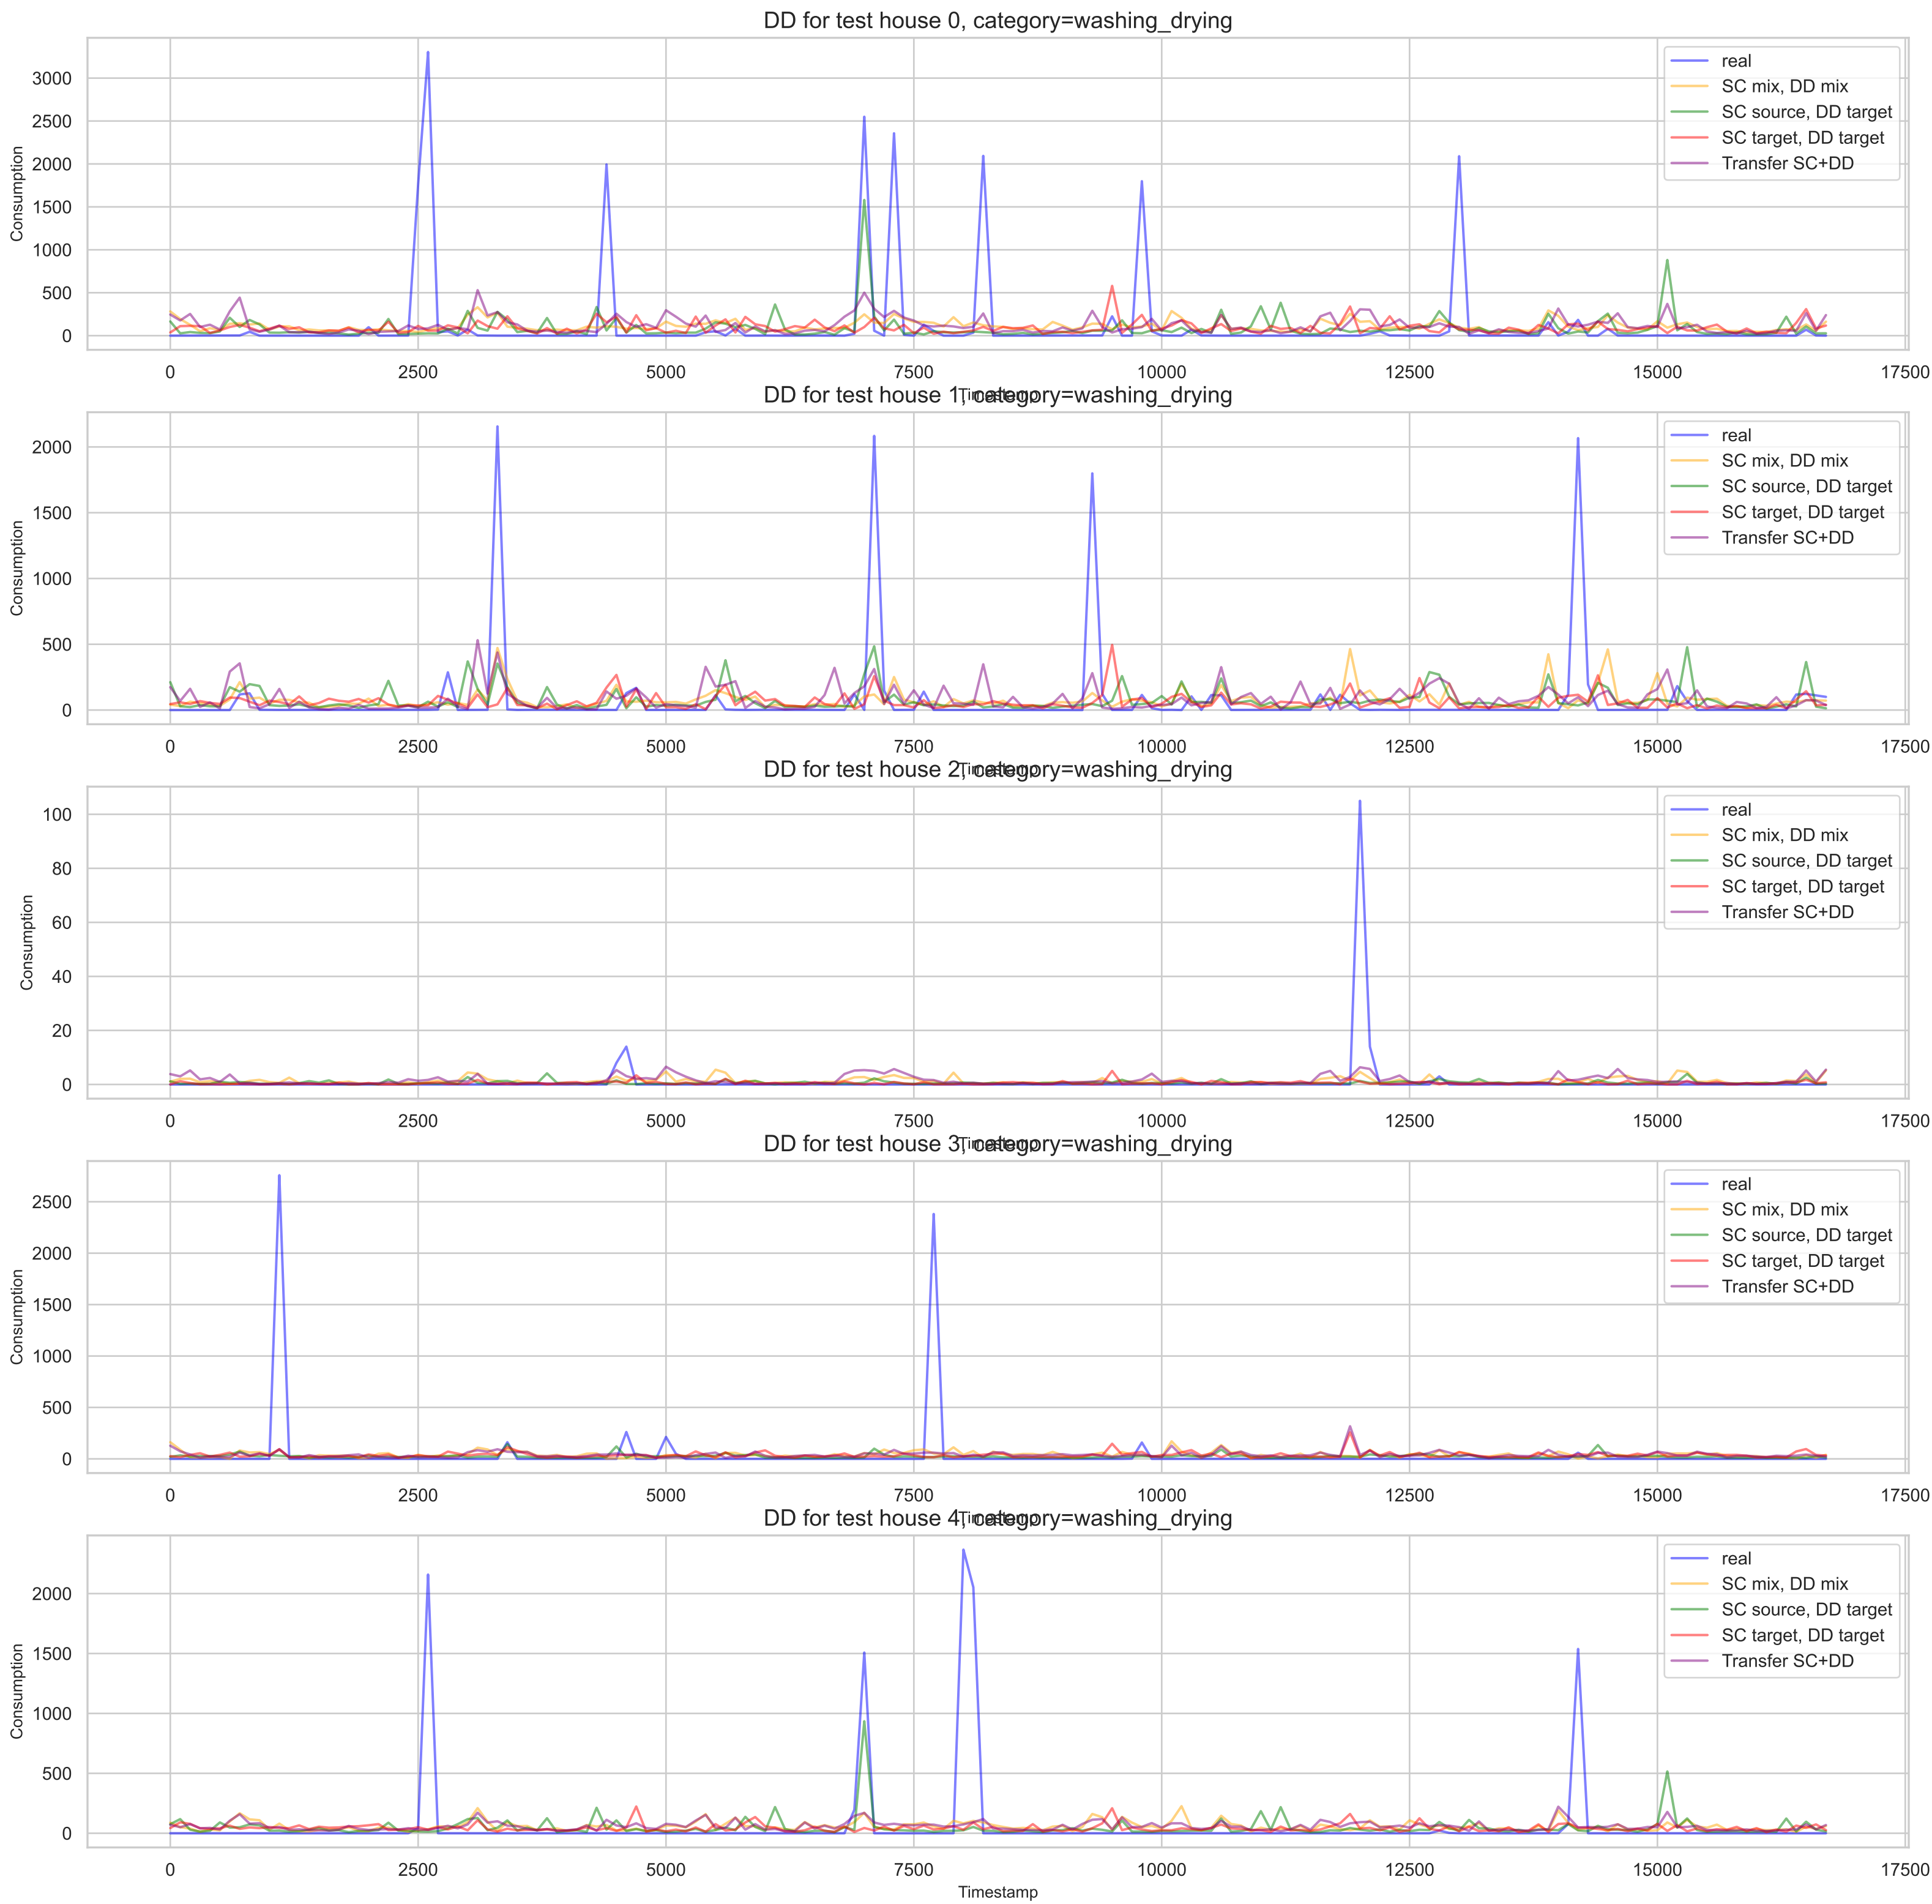 DD for test house 0, category=washing_drying
Consumption
3000
2500
2000
1500
1000
500
0
real
SC mix, DD mix
SC source, DD target
SC target, DD target
Transfer SC+DD
0 2500 5000 7500 10000 12500 15000 17500
Timestamp
DD for test house 1, category=washing_drying
Consumption
2000
1500
1000
500
0
real
SC mix, DD mix
SC source, DD target
SC target, DD target
Transfer SC+DD
0 2500 5000 7500 10000 12500 15000 17500
Timestamp
DD for test house 2, category=washing_drying
Consumption
100
80
60
40
20
0
real
SC mix, DD mix
SC source, DD target
SC target, DD target
Transfer SC+DD
0 2500 5000 7500 10000 12500 15000 17500
Timestamp
DD for test house 3, category=washing_drying
Consumption
2500
2000
1500
1000
500
0
real
SC mix, DD mix
SC source, DD target
SC target, DD target
Transfer SC+DD
0 2500 5000 7500 10000 12500 15000 17500
Timestamp
DD for test house 4, category=washing_drying
Consumption
2000
1500
1000
500
0
real
SC mix, DD mix
SC source, DD target
SC target, DD target
Transfer SC+DD
0 2500 5000 7500 10000 12500 15000 17500
Timestamp